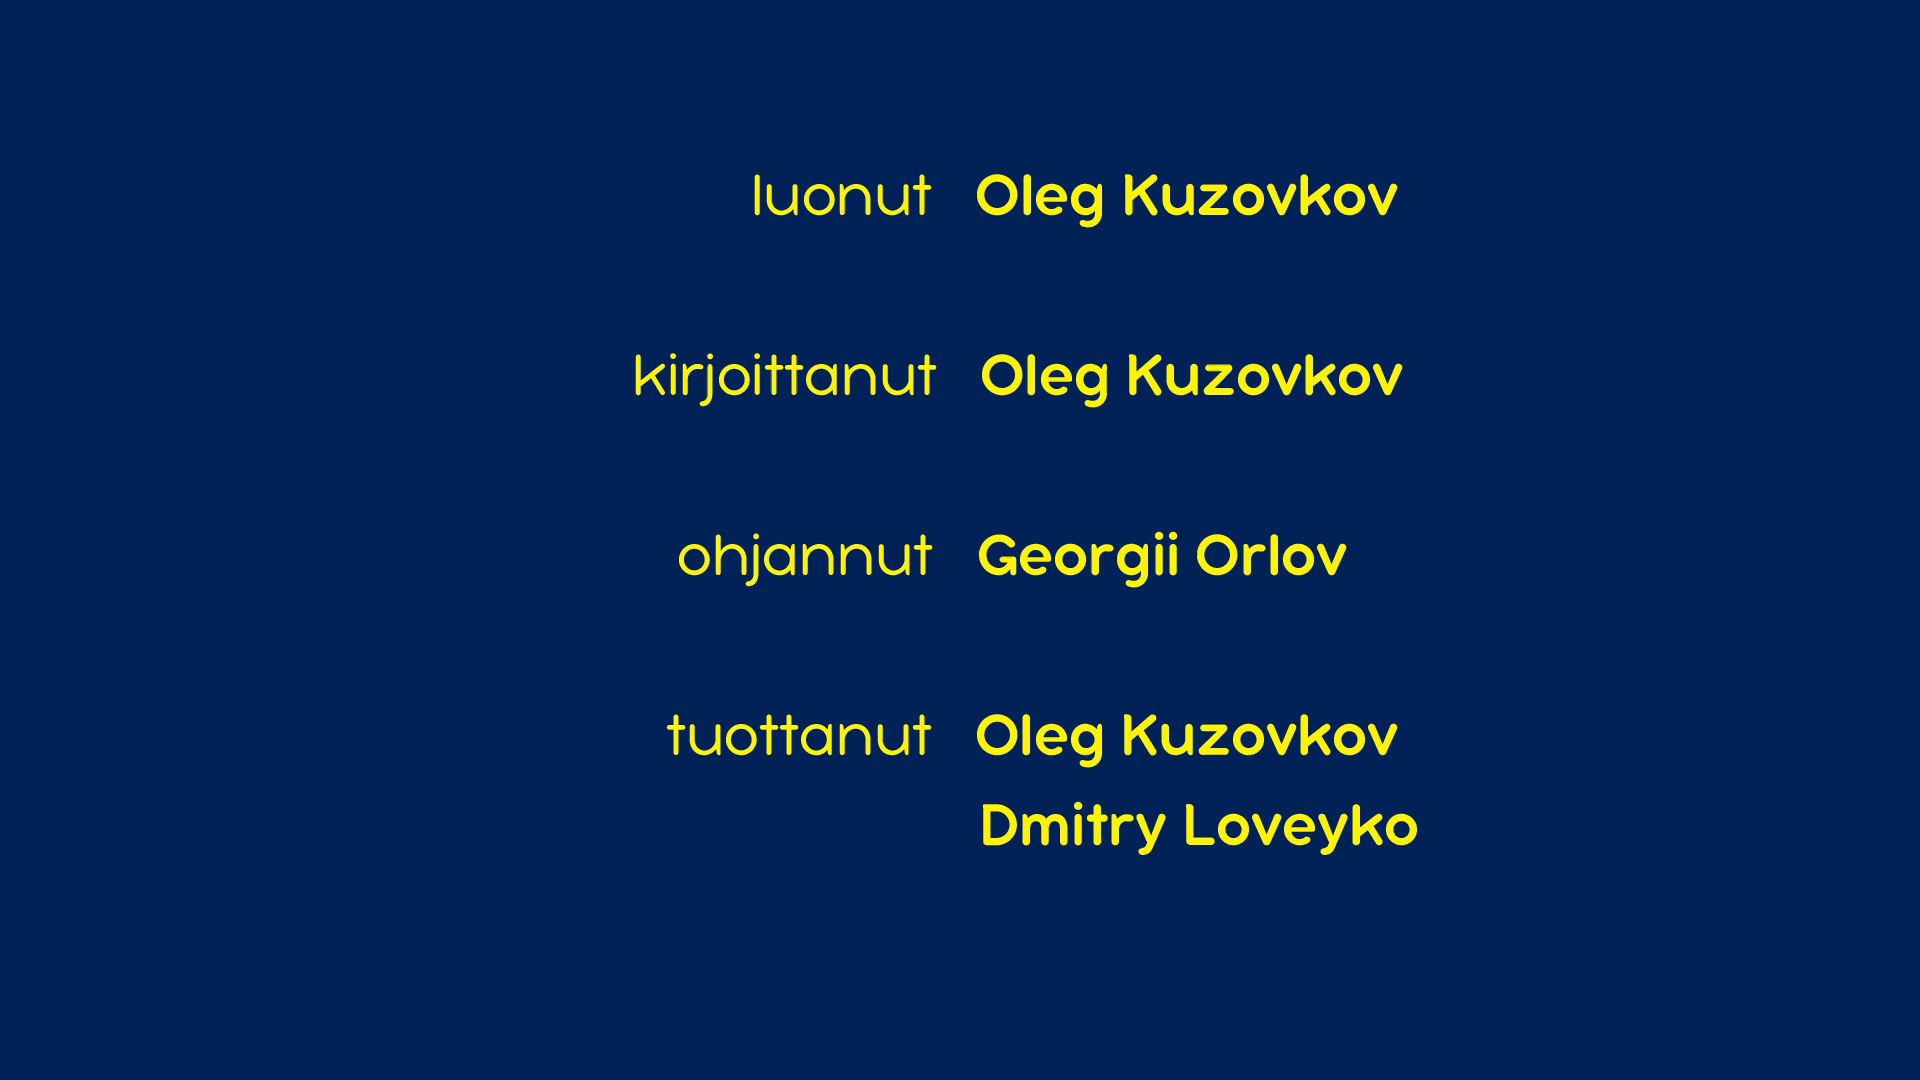 luonut Oleg Kuzovkov
kirjoittanut Oleg Kuzovkov
ohjannut Georgii Orlov
tuottanut Oleg Kuzovkov
Dmitry Loveyko